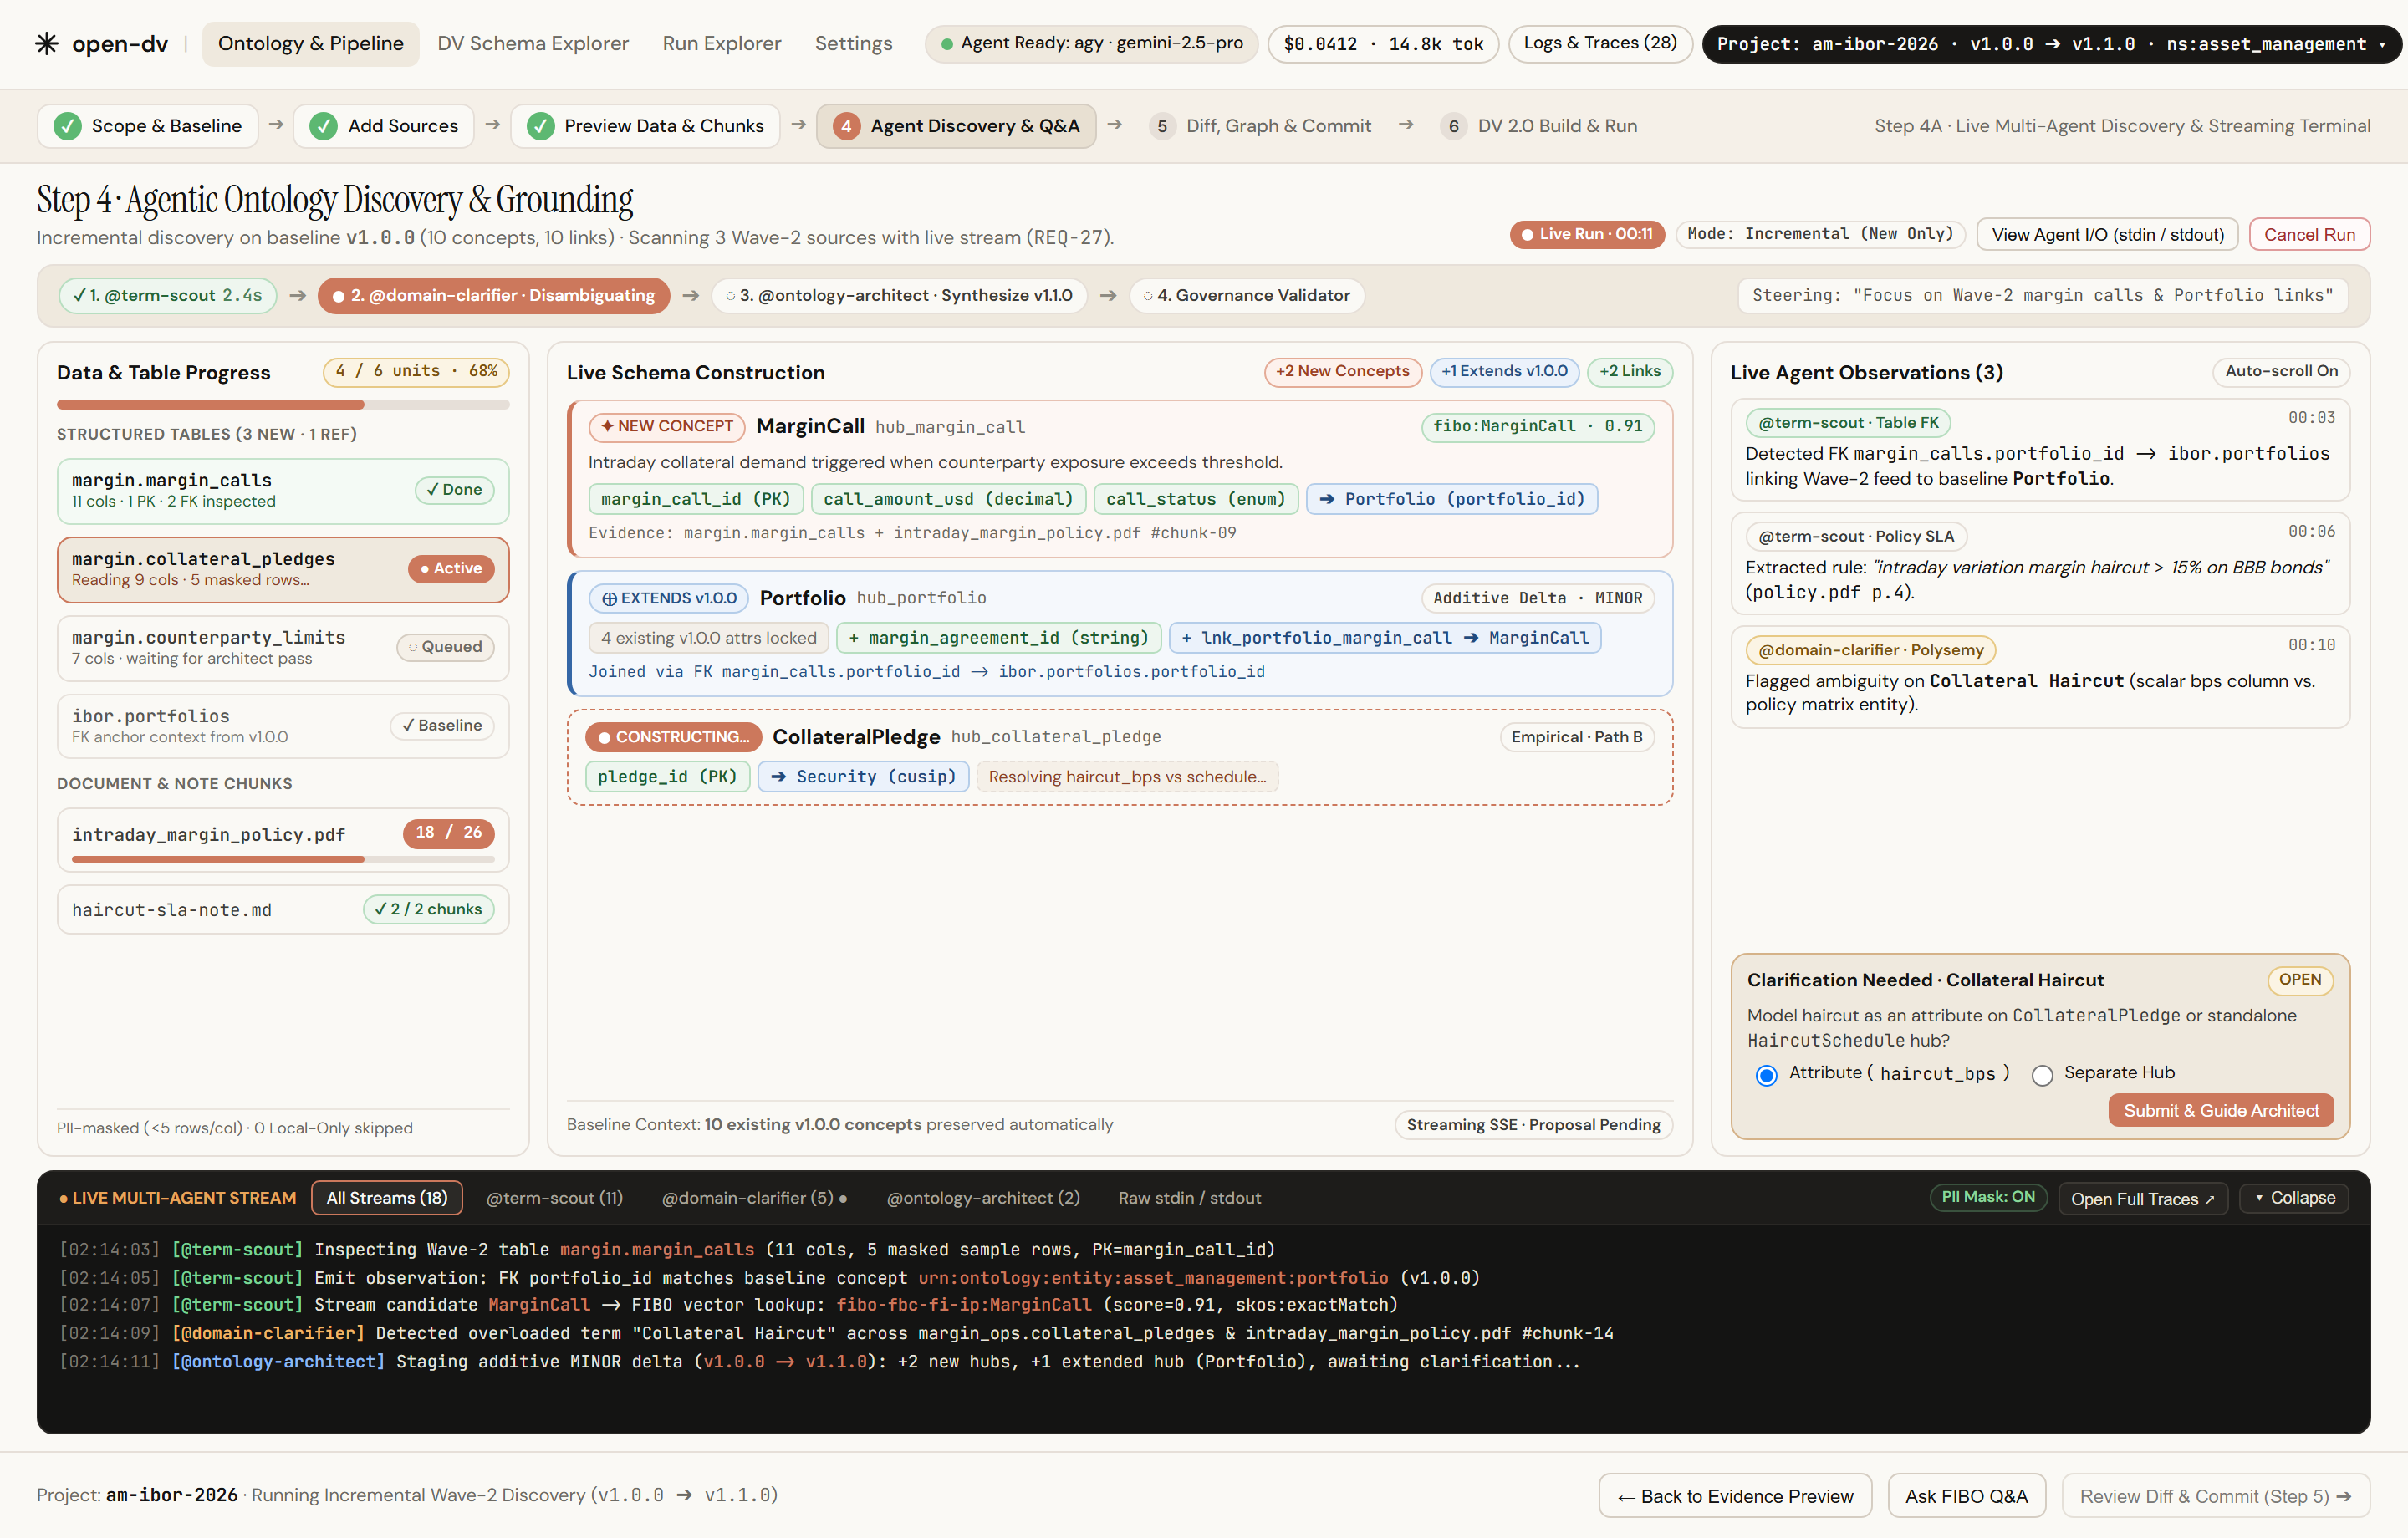 open-dv | Ontology & Pipeline DV Schema Explorer Run Explorer Settings Agent Ready: agy · gemini-2.5-pro $0.0412 · 14.8k tok Logs & Traces (28) Project: am-ibor-2026 · v1.0.0 ➔ v1.1.0 · ns:asset_management ▾
✓ Scope & Baseline → ✓ Add Sources → ✓ Preview Data & Chunks → 4 Agent Discovery & Q&A → 5 Diff, Graph & Commit → 6 DV 2.0 Build & Run Step 4A · Live Multi-Agent Discovery & Streaming Terminal
Step 4 · Agentic Ontology Discovery & Grounding
Incremental discovery on baseline v1.0.0 (10 concepts, 10 links) · Scanning 3 Wave-2 sources with live stream (REQ-27).
● Live Run · 00:11 Mode: Incremental (New Only) View Agent I/O (stdin / stdout) Cancel Run
✓ 1. @term-scout 2.4s → ● 2. @domain-clarifier · Disambiguating → ○ 3. @ontology-architect · Synthesize v1.1.0 → ○ 4. Governance Validator Steering: "Focus on Wave-2 margin calls & Portfolio links"
Data & Table Progress 4 / 6 units · 68%
STRUCTURED TABLES (3 NEW · 1 REF)
margin.margin_calls
11 cols · 1 PK · 2 FK inspected
✓ Done
margin.collateral_pledges
Reading 9 cols · 5 masked rows…
● Active
margin.counterparty_limits
7 cols · waiting for architect pass
○ Queued
ibor.portfolios
FK anchor context from v1.0.0
✓ Baseline
DOCUMENT & NOTE CHUNKS
intraday_margin_policy.pdf 18 / 26
haircut-sla-note.md ✓ 2 / 2 chunks
PII-masked (≤5 rows/col) · 0 Local-Only skipped
Live Schema Construction +2 New Concepts +1 Extends v1.0.0 +2 Links
✦ NEW CONCEPT MarginCall hub_margin_call fibo:MarginCall · 0.91
Intraday collateral demand triggered when counterparty exposure exceeds threshold.
margin_call_id (PK) call_amount_usd (decimal) call_status (enum) ➔ Portfolio (portfolio_id)
Evidence: margin.margin_calls + intraday_margin_policy.pdf #chunk-09
⨁ EXTENDS v1.0.0 Portfolio hub_portfolio Additive Delta · MINOR
4 existing v1.0.0 attrs locked + margin_agreement_id (string) + lnk_portfolio_margin_call ➔ MarginCall
Joined via FK margin_calls.portfolio_id → ibor.portfolios.portfolio_id
● CONSTRUCTING… CollateralPledge hub_collateral_pledge Empirical · Path B
pledge_id (PK) ➔ Security (cusip) Resolving haircut_bps vs schedule…
Baseline Context: 10 existing v1.0.0 concepts preserved automatically Streaming SSE · Proposal Pending
Live Agent Observations (3) Auto-scroll On
@term-scout · Table FK 00:03
Detected FK margin_calls.portfolio_id → ibor.portfolios
linking Wave-2 feed to baseline Portfolio.
@term-scout · Policy SLA 00:06
Extracted rule: "intraday variation margin haircut ≥ 15% on BBB bonds"
(policy.pdf p.4).
@domain-clarifier · Polysemy 00:10
Flagged ambiguity on Collateral Haircut (scalar bps column vs.
policy matrix entity).
Clarification Needed · Collateral Haircut OPEN
Model haircut as an attribute on CollateralPledge or standalone
HaircutSchedule hub?
Attribute ( haircut_bps ) Separate Hub
Submit & Guide Architect
● LIVE MULTI-AGENT STREAM All Streams (18) @term-scout (11) @domain-clarifier (5) ● @ontology-architect (2) Raw stdin / stdout PII Mask: ON Open Full Traces ↗ ▾ Collapse
[02:14:03] [@term-scout] Inspecting Wave-2 table margin.margin_calls (11 cols, 5 masked sample rows, PK=margin_call_id)
[02:14:05] [@term-scout] Emit observation: FK portfolio_id matches baseline concept urn:ontology:entity:asset_management:portfolio (v1.0.0)
[02:14:07] [@term-scout] Stream candidate MarginCall → FIBO vector lookup: fibo-fbc-fi-ip:MarginCall (score=0.91, skos:exactMatch)
[02:14:09] [@domain-clarifier] Detected overloaded term "Collateral Haircut" across margin_ops.collateral_pledges & intraday_margin_policy.pdf #chunk-14
[02:14:11] [@ontology-architect] Staging additive MINOR delta (v1.0.0 → v1.1.0): +2 new hubs, +1 extended hub (Portfolio), awaiting clarification...
Project: am-ibor-2026 · Running Incremental Wave-2 Discovery (v1.0.0 ➔ v1.1.0) ← Back to Evidence Preview Ask FIBO Q&A Review Diff & Commit (Step 5) →